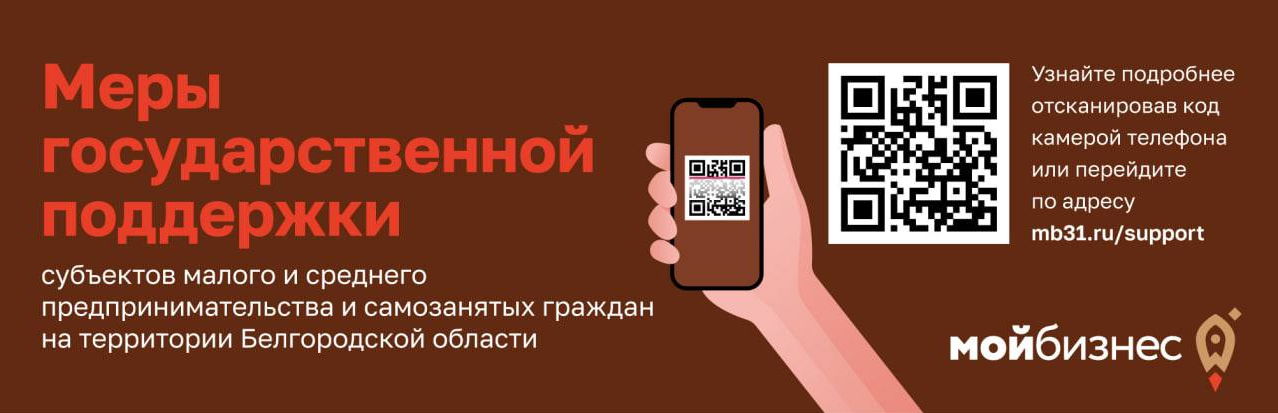 Меры
государственной
поддержки
субъектов малого и среднего
предпринимательства и самозанятых граждан
на территории Белгородской области
Узнайте подробнее
отсканировав код
камерой телефона
или перейдите
по адресу
mb31.ru/support
мойбизнес